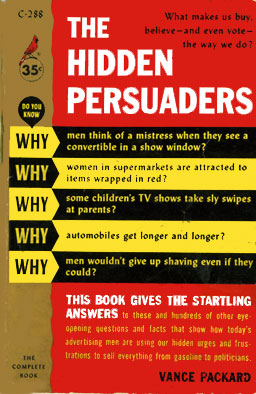 C-288
35¢
THE
HIDDEN
PERSUADERS
What makes us buy,
believe—and even vote—
the way we do?
DO YOU
KNOW
WHY men think of a mistress when they see a
convertible in a show window?
WHY women in supermarkets are attracted to
items wrapped in red?
WHY some children's TV shows take sly swipes
at parents?
WHY automobiles get longer and longer?
WHY men wouldn't give up shaving even if they
could?
THIS BOOK GIVES THE STARTLING
ANSWERS to these and hundreds of other eye-
opening questions and facts that show how today's
advertising men are using our hidden urges and frus-
trations to sell everything from gasoline to politicians.
THE
COMPLETE
BOOK
VANCE PACKARD